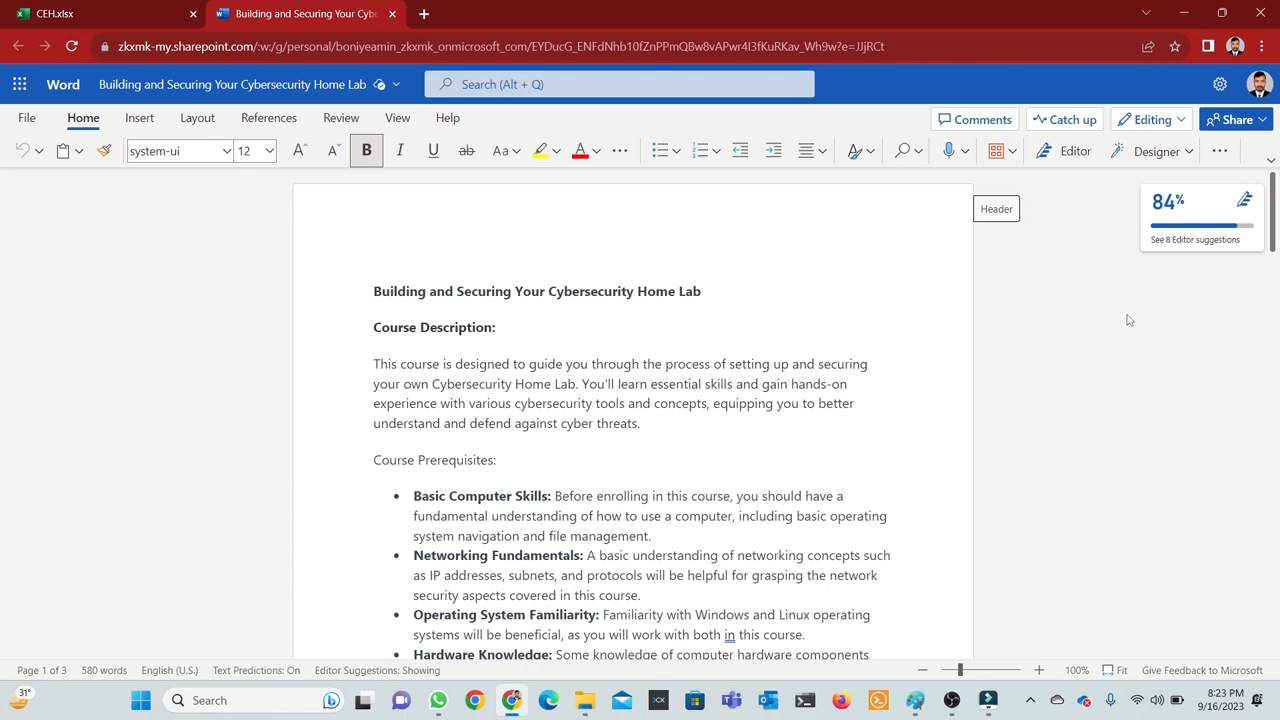 CEH.xlsx
Building and Securing Your Cybe
zkxmk-my.sharepoint.com/:w:/g/personal/boniyeamin_zkxmk_onmicrosoft_com/EYDucG_ENFdNhb10fZnPPmQBw8vAPwr4I3fKuRKav_Wh9w?e=JJjRCt
Word
Building and Securing Your Cybersecurity Home Lab
Search (Alt + Q)
File Home Insert Layout References Review View Help
Comments Catch up Editing Share
system-ui 12 A A B I U ab Aa A Editor Designer
84%
See 8 Editor suggestions
Header
Building and Securing Your Cybersecurity Home Lab
Course Description:
This course is designed to guide you through the process of setting up and securing
your own Cybersecurity Home Lab. You'll learn essential skills and gain hands-on
experience with various cybersecurity tools and concepts, equipping you to better
understand and defend against cyber threats.
Course Prerequisites:
• Basic Computer Skills: Before enrolling in this course, you should have a
fundamental understanding of how to use a computer, including basic operating
system navigation and file management.
• Networking Fundamentals: A basic understanding of networking concepts such
as IP addresses, subnets, and protocols will be helpful for grasping the network
security aspects covered in this course.
• Operating System Familiarity: Familiarity with Windows and Linux operating
systems will be beneficial, as you will work with both in this course.
• Hardware Knowledge: Some knowledge of computer hardware components
Page 1 of 3 580 words English (U.S.) Text Predictions: On Editor Suggestions: Showing
100% Fit Give Feedback to Microsoft
31°
Search
8:23 PM
9/16/2023